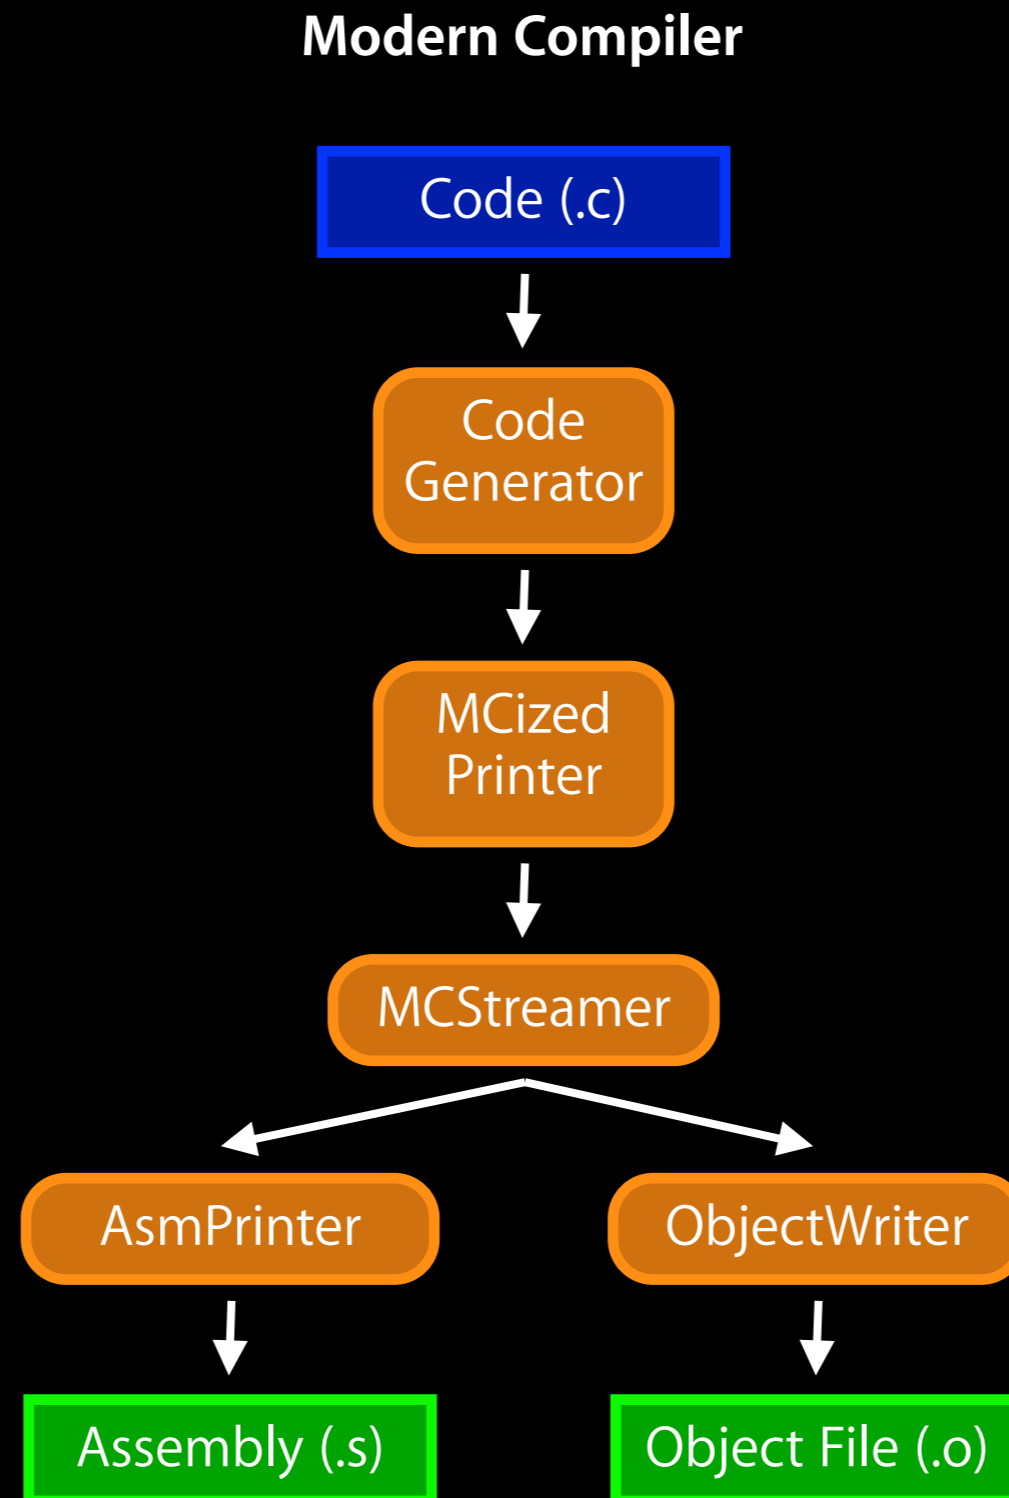 Modern Compiler
Code (.c)
Code
Generator
MCized
Printer
MCStreamer
AsmPrinter
ObjectWriter
Assembly (.s)
Object File (.o)